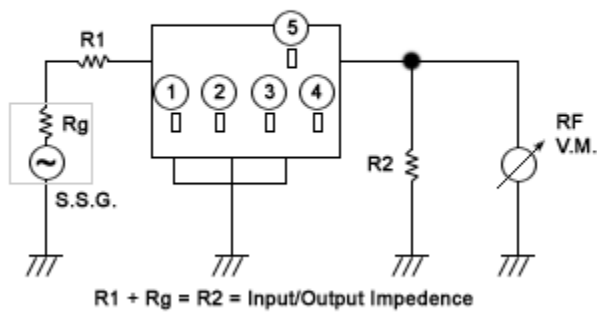 5
R1
1 2 3 4
Rg
RF
V.M.
R2
~
S.S.G.
R1 + Rg = R2 = Input/Output Impedence